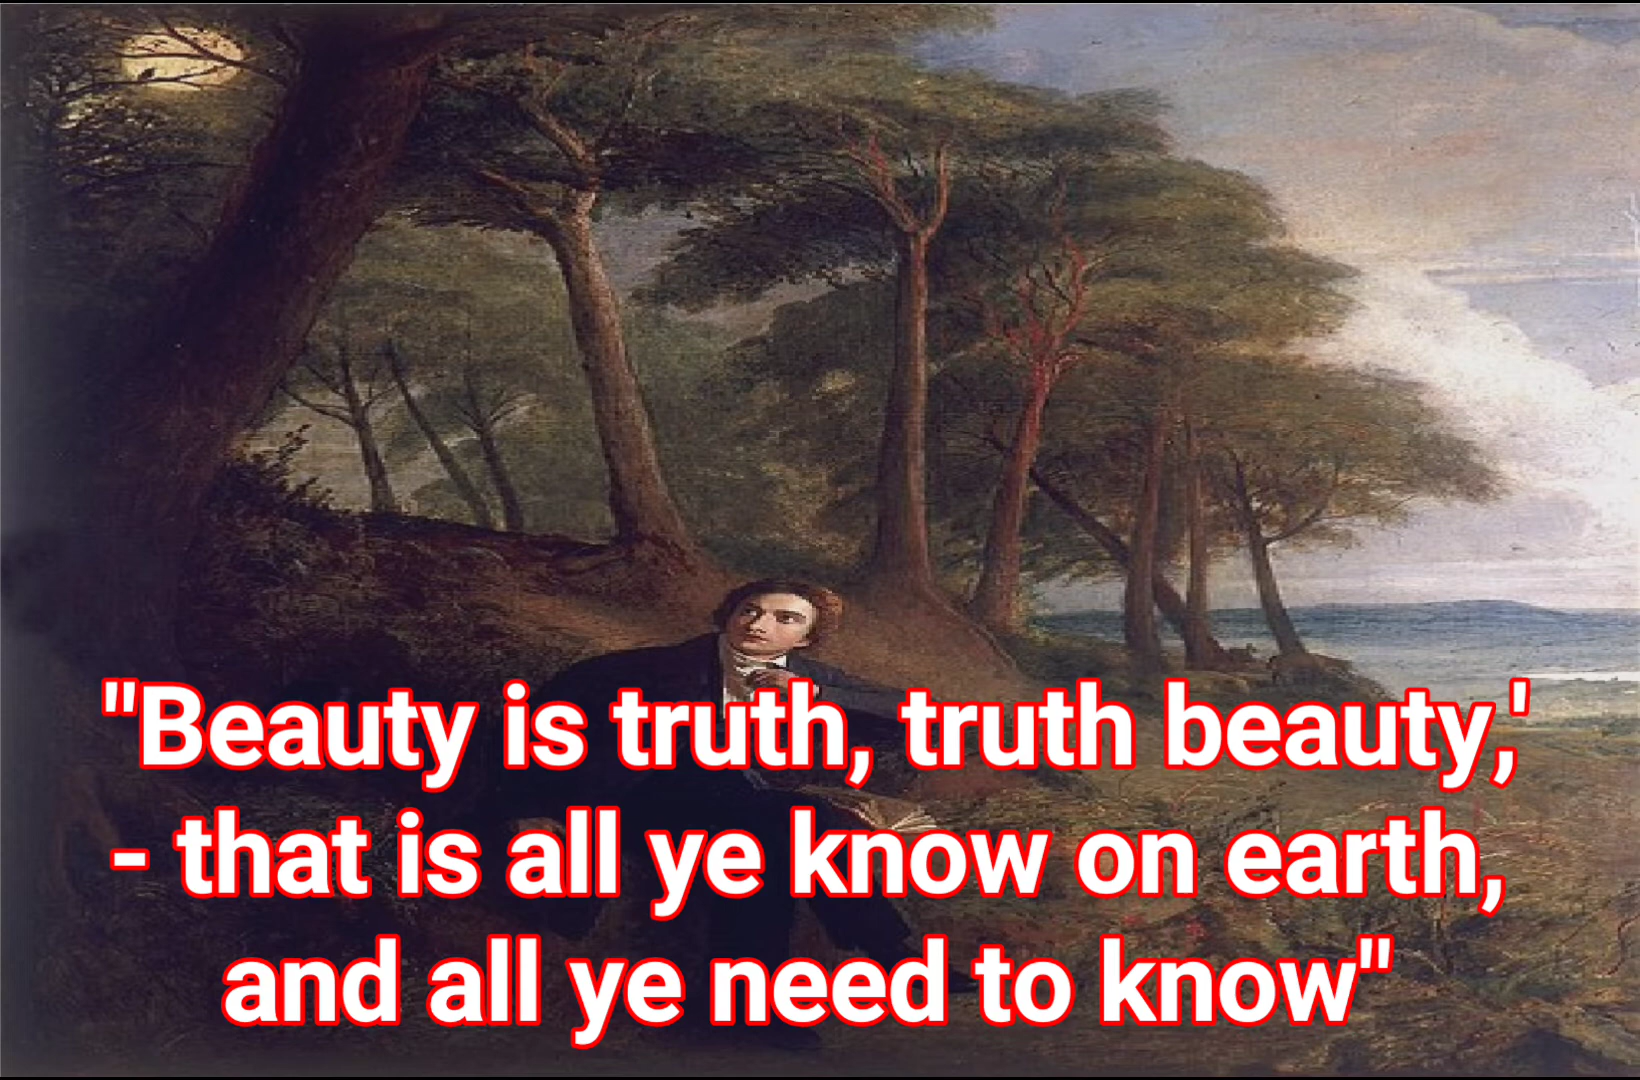 "Beauty is truth, truth beauty,'
- that is all ye know on earth,
and all ye need to know"